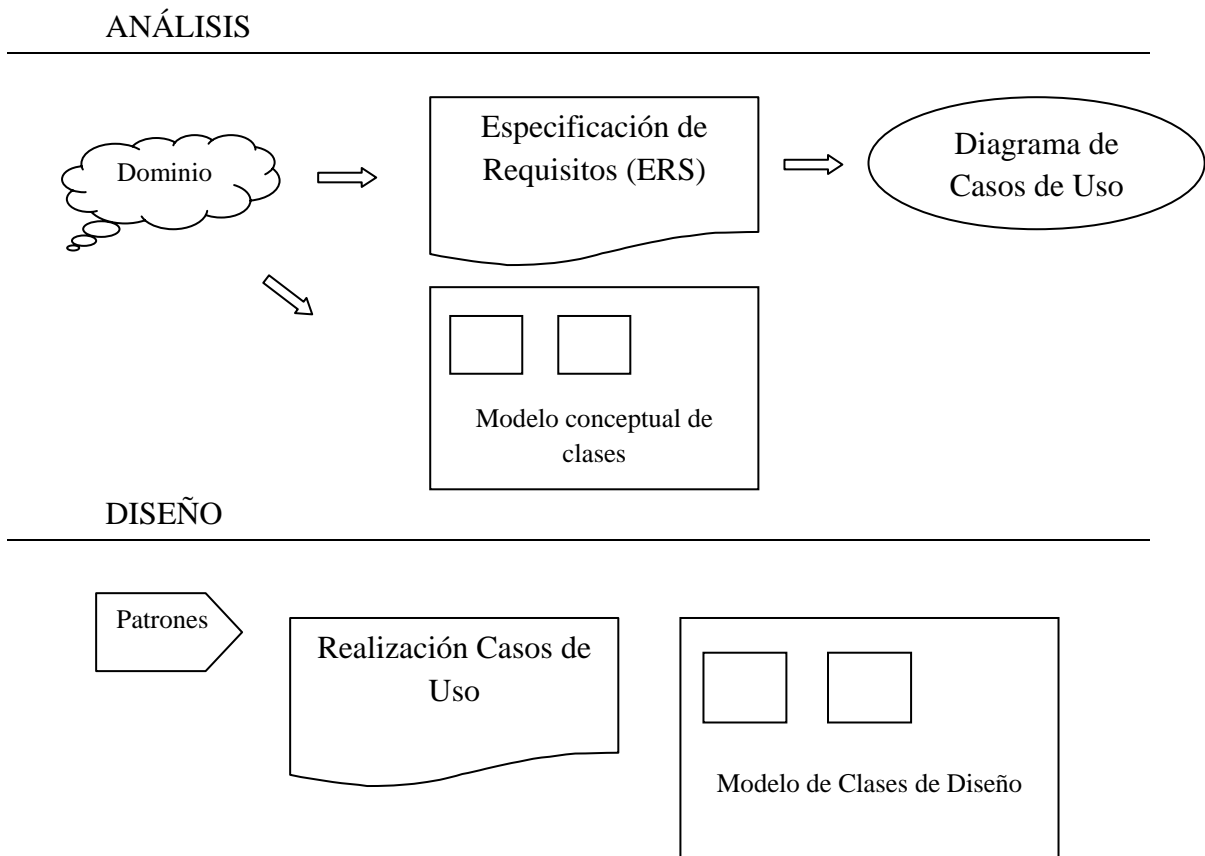 ANÁLISIS
Dominio
Especificación de
Requisitos (ERS)
Diagrama de
Casos de Uso
Modelo conceptual de
clases
DISEÑO
Patrones
Realización Casos de
Uso
Modelo de Clases de Diseño